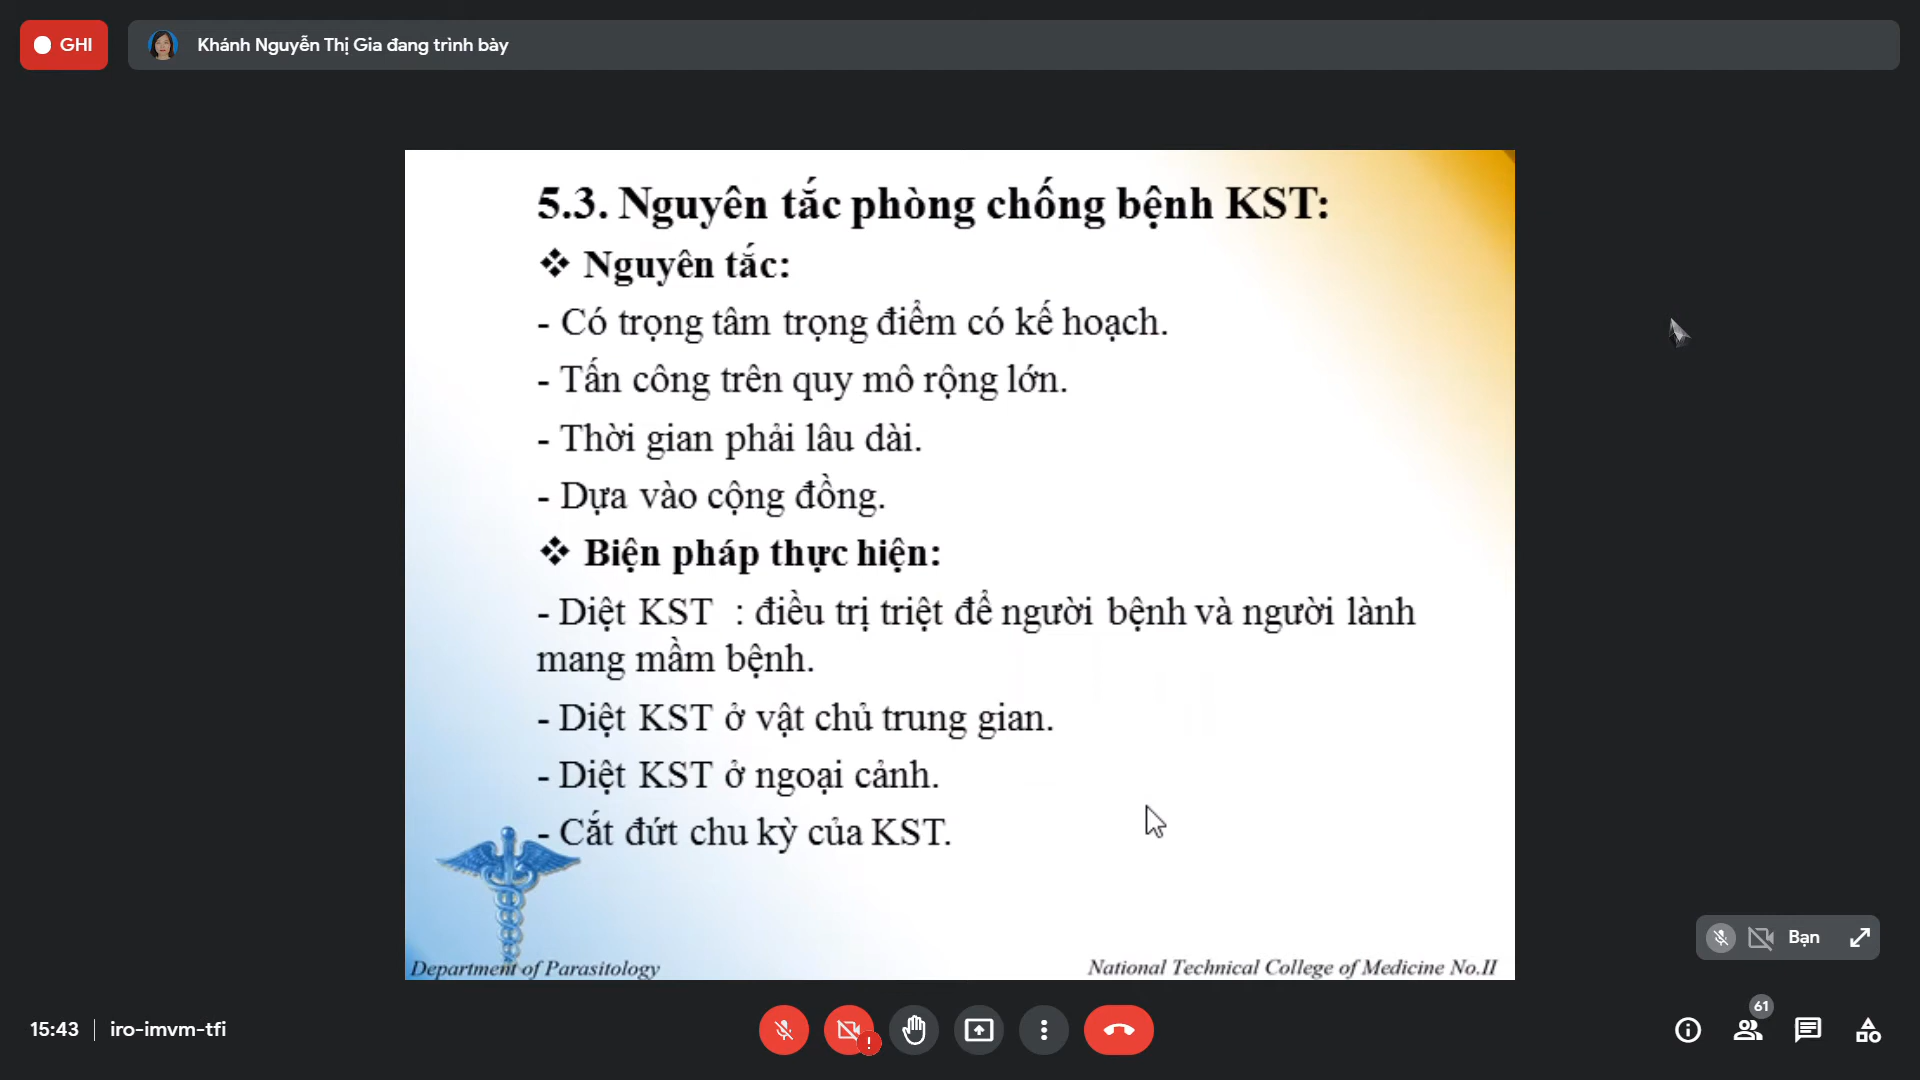 GHI
Khánh Nguyễn Thị Gia đang trình bày
5.3. Nguyên tắc phòng chống bệnh KST:
❖ Nguyên tắc:
- Có trọng tâm trọng điểm có kế hoạch.
- Tấn công trên quy mô rộng lớn.
- Thời gian phải lâu dài.
- Dựa vào cộng đồng.
❖ Biện pháp thực hiện:
- Diệt KST : điều trị triệt để người bệnh và người lành
mang mầm bệnh.
- Diệt KST ở vật chủ trung gian.
- Diệt KST ở ngoại cảnh.
- Cắt đứt chu kỳ của KST.
Department of Parasitology
National Technical College of Medicine No.II
Bạn
15:43 | iro-imvm-tfi
61